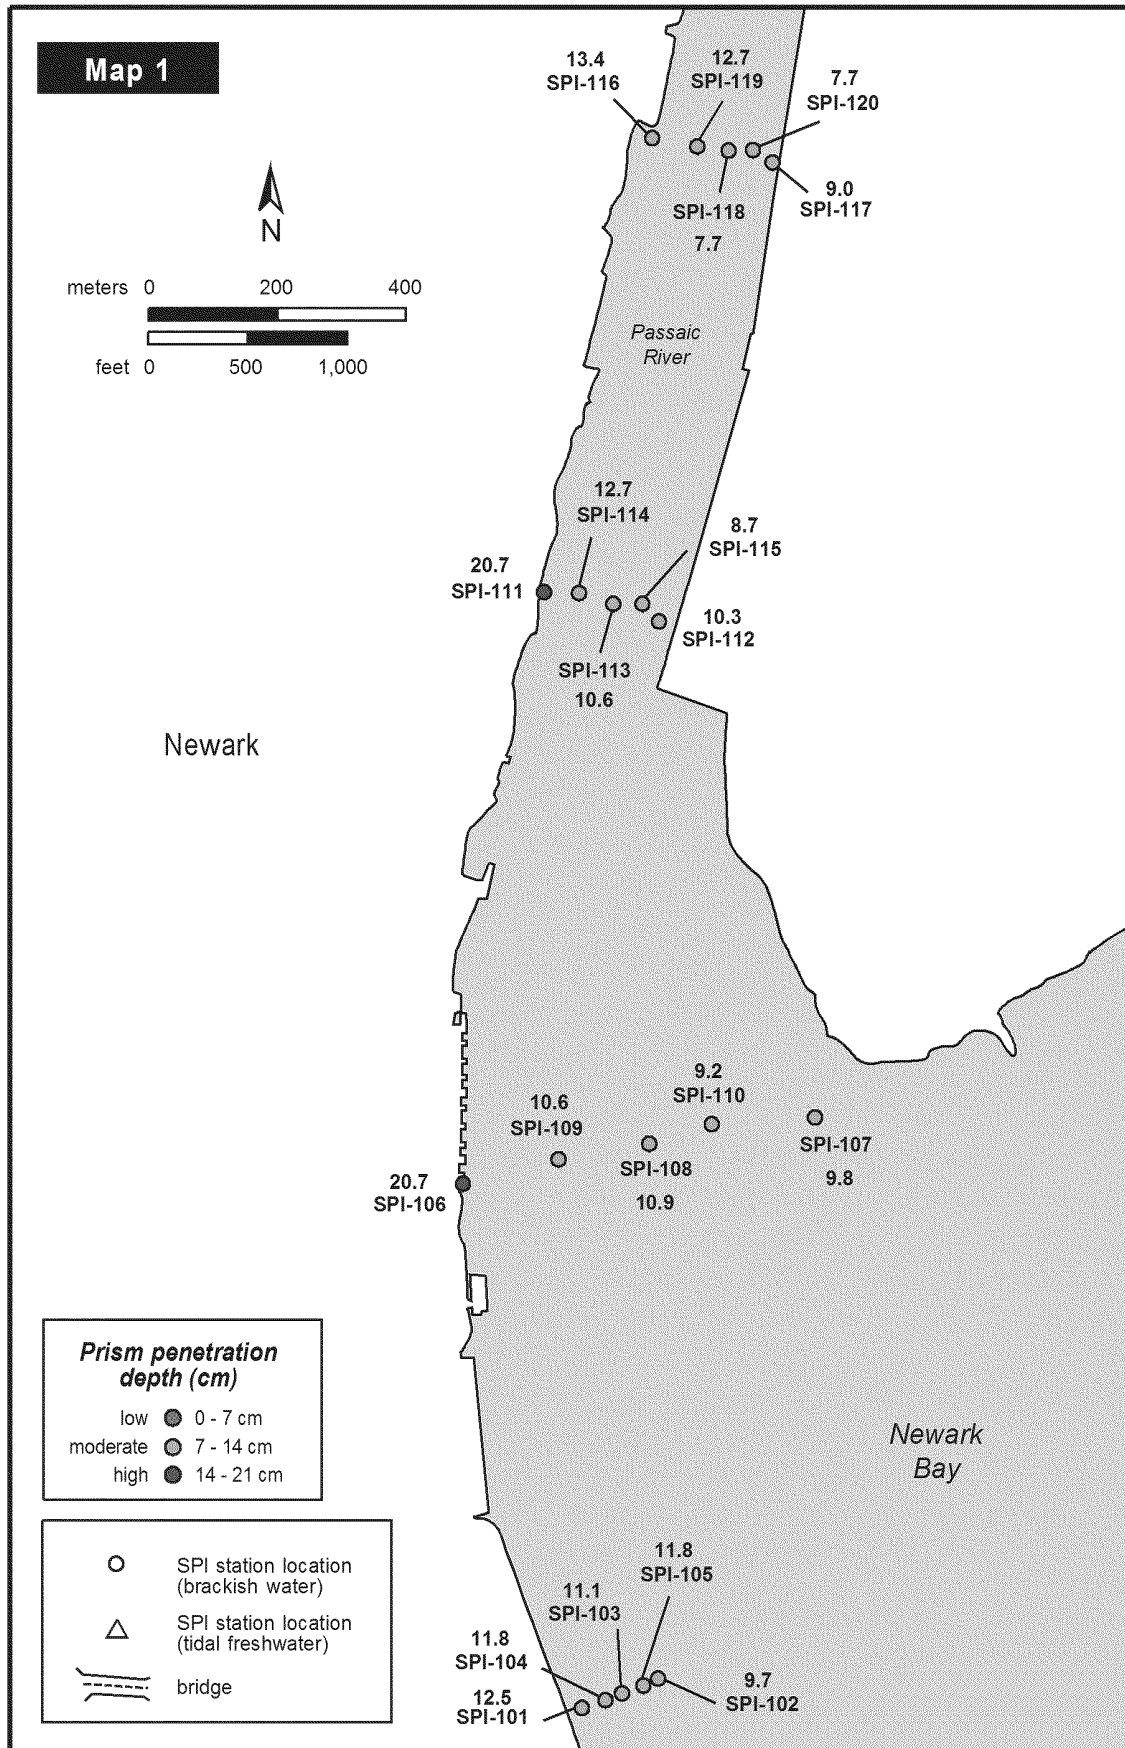 Map 1
13.4
SPI-116
12.7
SPI-119
7.7
SPI-120
9.0
SPI-117
SPI-118
7.7
N
meters 0 200 400
feet 0 500 1,000
Passaic
River
12.7
SPI-114
8.7
SPI-115
20.7
SPI-111
10.3
SPI-112
SPI-113
10.6
Newark
9.2
SPI-110
10.6
SPI-109
SPI-108
10.9
SPI-107
9.8
20.7
SPI-106
Prism penetration
depth (cm)
low 0 - 7 cm
moderate 7 - 14 cm
high 14 - 21 cm
Newark
Bay
SPI station location
(brackish water)
SPI station location
(tidal freshwater)
bridge
11.8
SPI-105
11.1
SPI-103
11.8
SPI-104
12.5
SPI-101
9.7
SPI-102